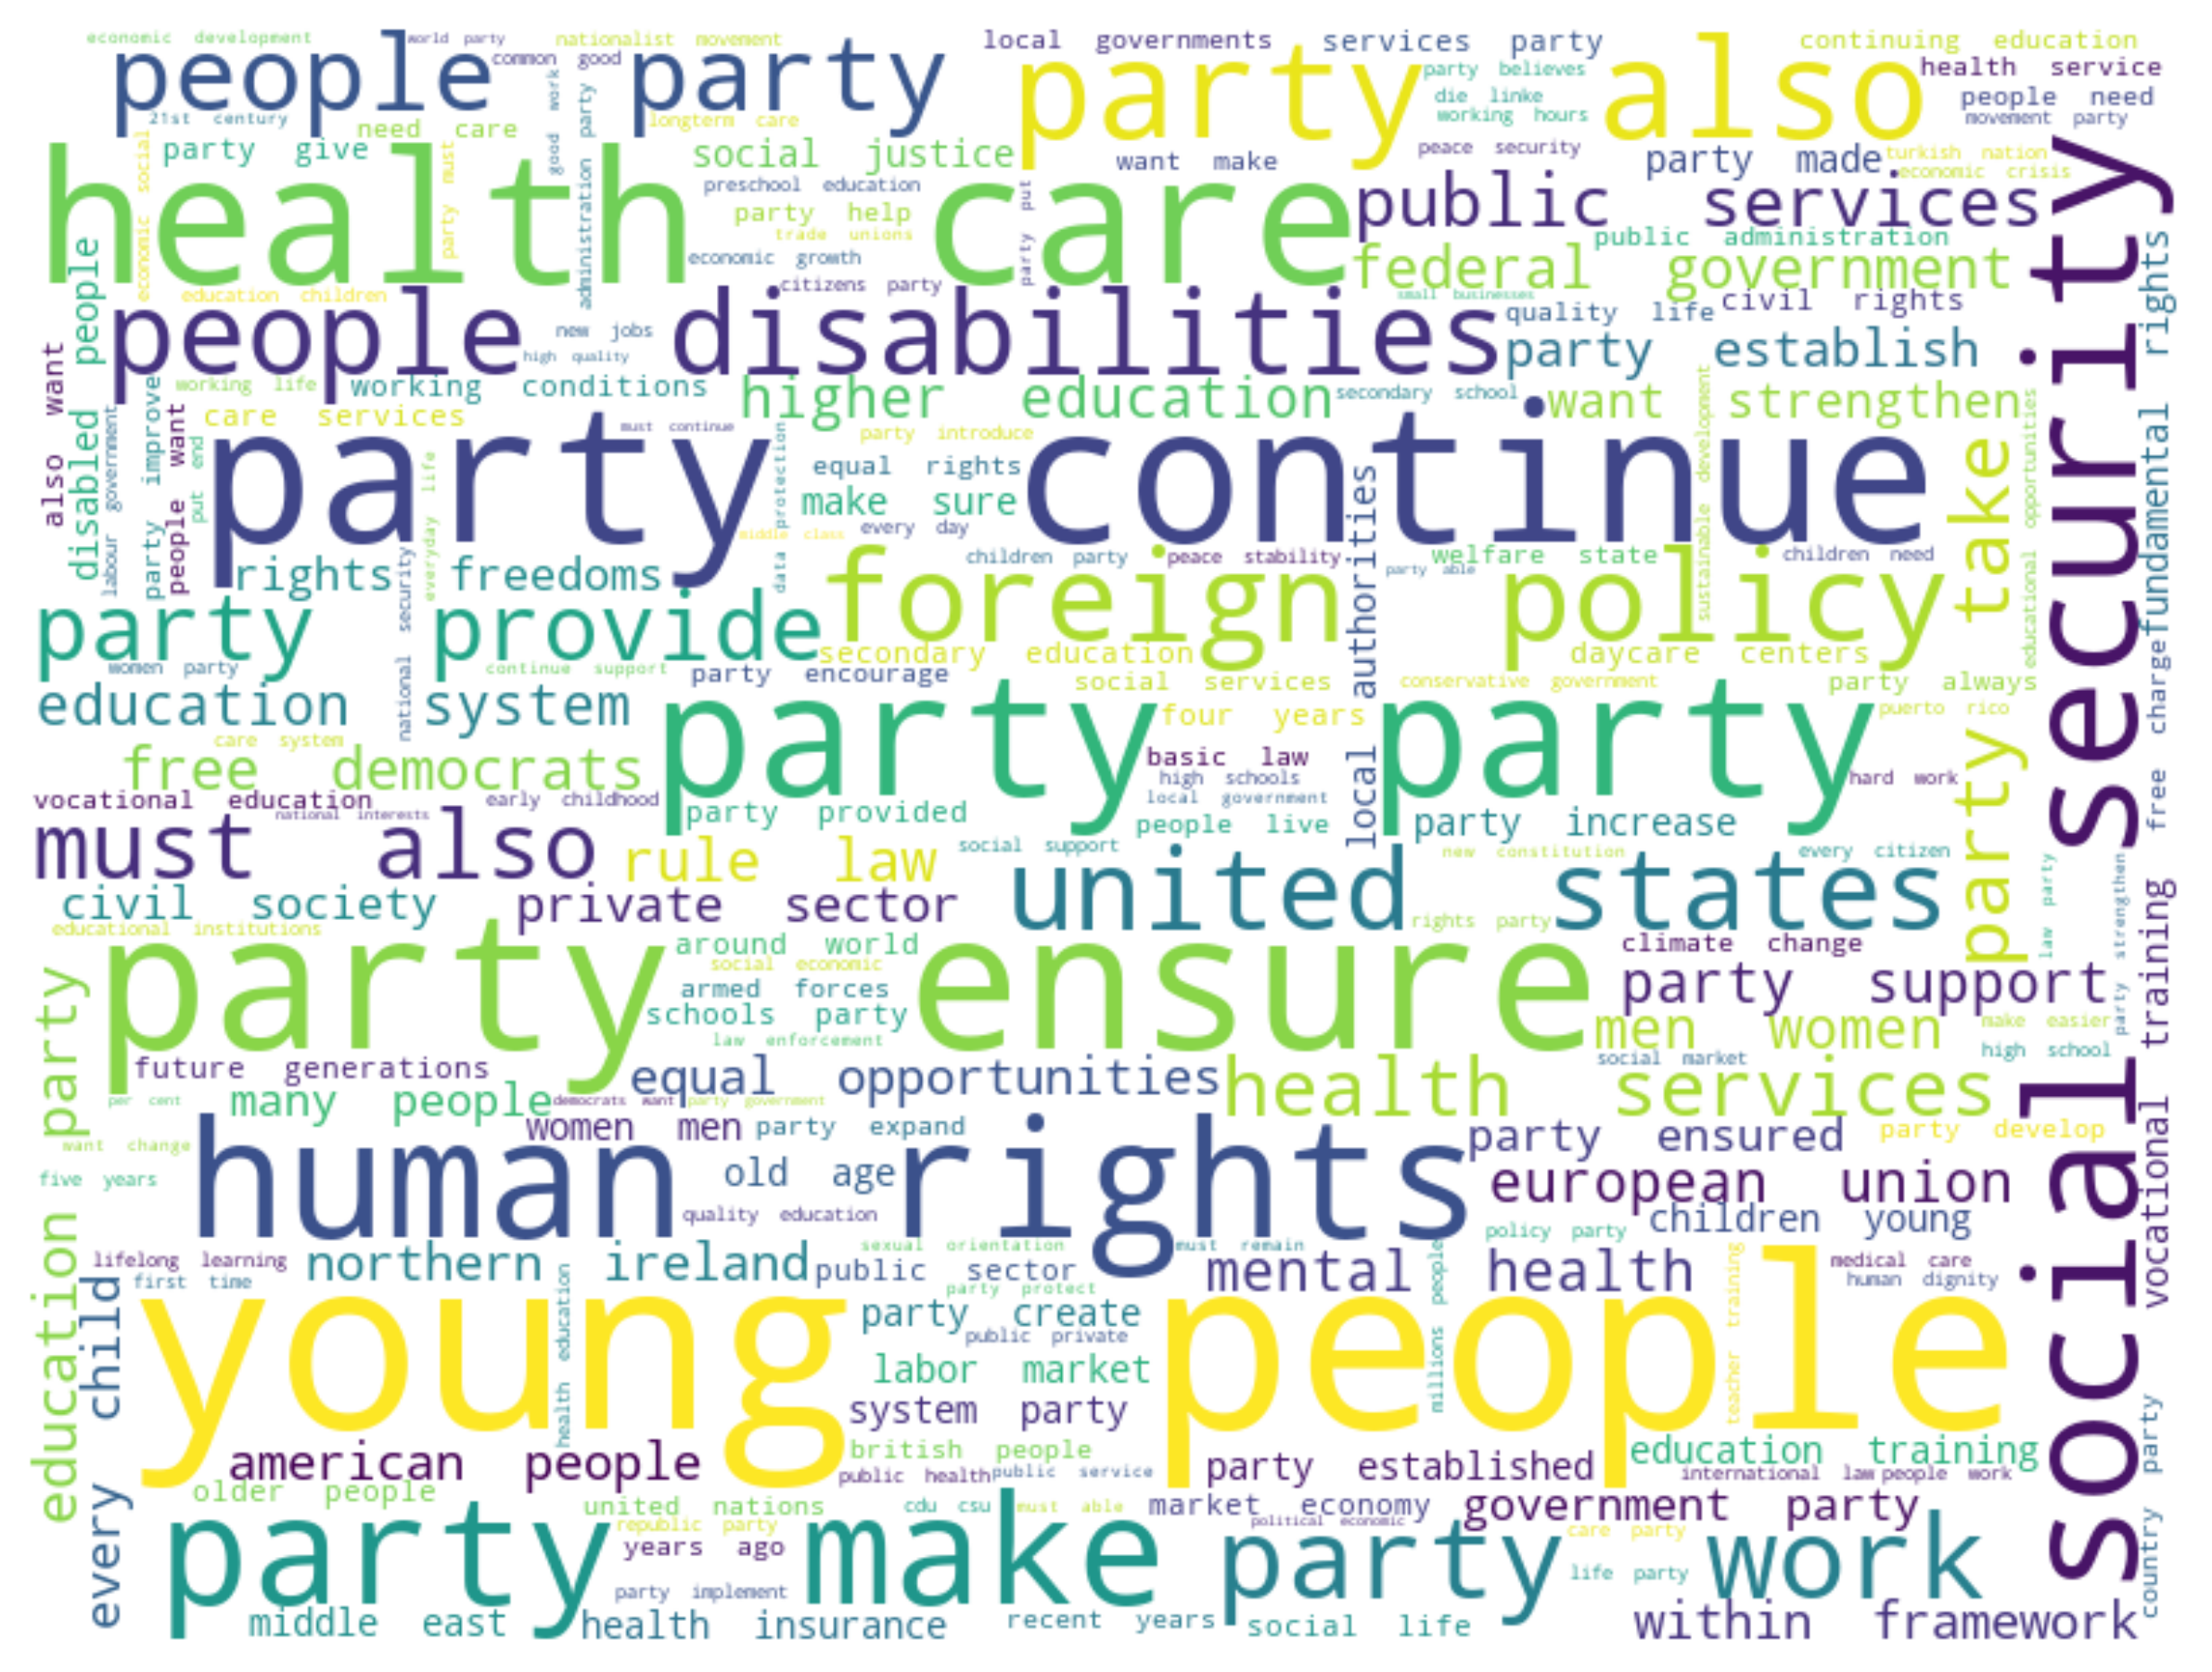 economic development
world party
nationalist movement
local governments
services party
continuing education
people party
common good
party also
party believes
health service
die linke
people need
working hours
movement party
21st century
need care
good work
longterm care
party give
social justice
want make
peace security
party made
turkish nation
economic crisis
economic social
party must
administration party
preschool education
party put
health care
public services
party help
trade unions
public administration
economic growth
federal government
social security
fundamental rights
disabled people
education children
citizens party
small businesses
civil rights
people disabilities
new jobs
high quality
quality life
party establish
also want
working life
working conditions
higher education
secondary school
want strengthen
care services
must continue
party introduce
party continue
labour government
party improve
people want
put end
everyday life
data protection
equal rights
make sure
every day
middle class
local authorities
sustainable development
educational opportunities
party take
rights freedoms
children party
peace stability
welfare state
children need
party able
foreign policy
party provide
national security
women party
continue support
secondary education
daycare centers
party encourage
social services
conservative government
party always
free charge
education system
four years
puerto rico
care system
free democrats
party party
basic law
high schools
hard work
vocational education
early childhood
local government
national interests
party provided
people live
party increase
must also
rule law
social support
new constitution
every citizen
united states
law party
party strengthen
vocational training
civil society
private sector
rights party
educational institutions
around world
climate change
party ensure
social economic
armed forces
party support
schools party
men women
make easier
law enforcement
high school
education party
future generations
social market
equal opportunities
health services
per cent
many people
democrats want
party government
human rights
women men
party expand
party ensured
party develop
want change
old age
five years
european union
quality education
children young
policy party
sexual orientation
must remain
lifelong learning
northern ireland
public sector
mental health
medical care
first time
human dignity
every child
health education
party protect
millions people
teacher training
young people
party create
public private
labor market
system party
country party
american people
british people
education training
public health
public service
party established
international law
people work
older people
united nations
cdu csu
must able
market economy
government party
party make
republic party
political economic
party work
care party
years ago
party implement
life party
middle east
health insurance
recent years
social life
within framework